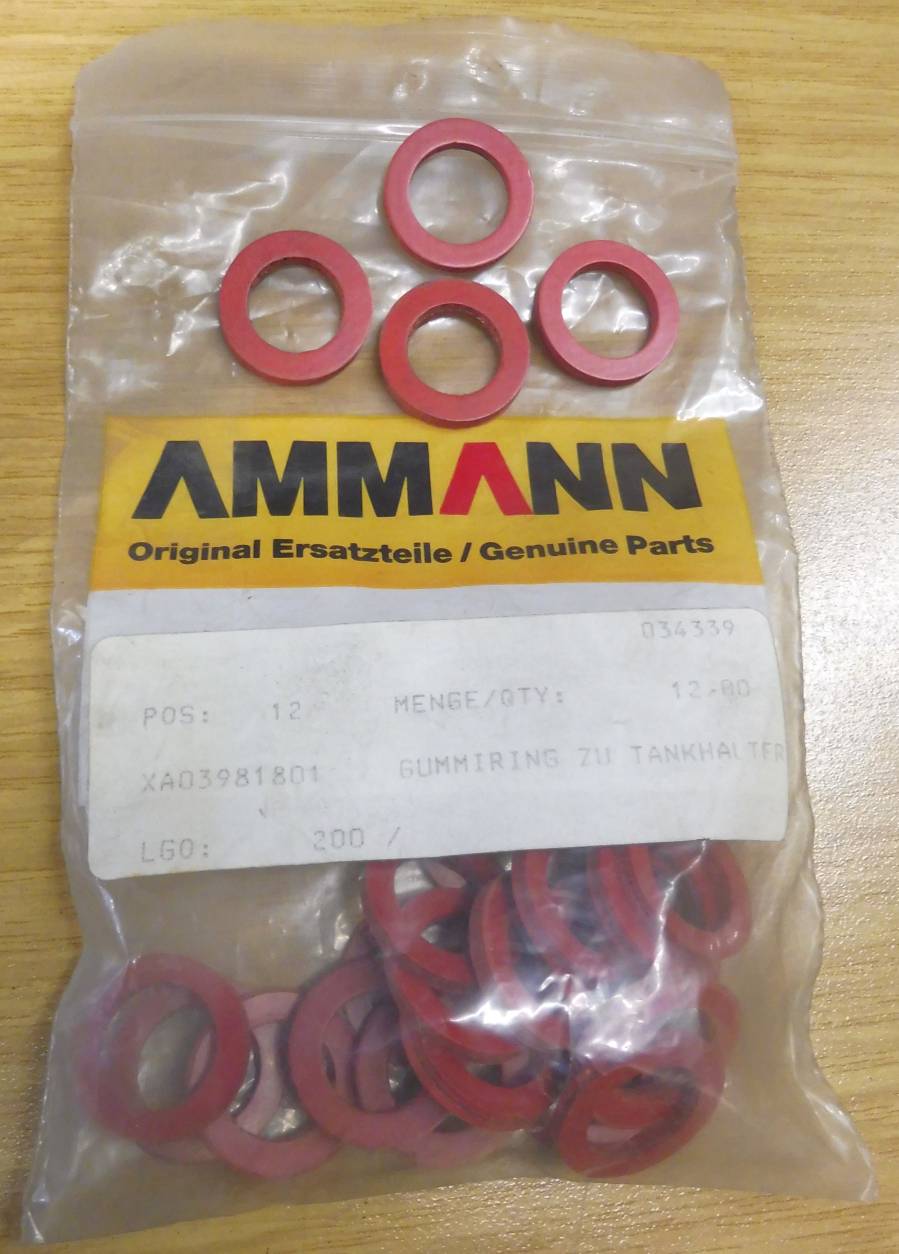 AMMANN
Original Ersatzteile / Genuine Parts
034339
POS: 12 MENGE/QTY: 12.00
XA03981801 GUMMIRING ZU TANKHALTER
LGO: 200 /